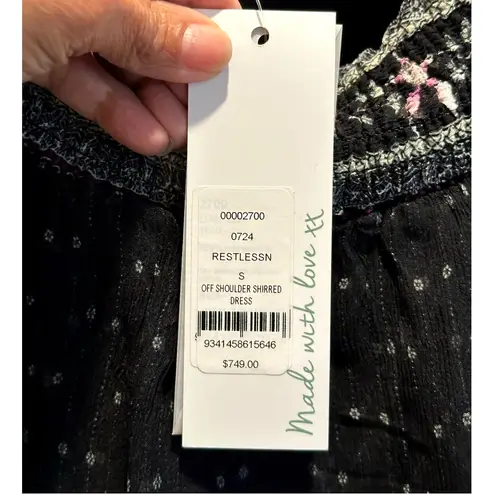 00002700
0724
RESTLESSN
S
OFF SHOULDER SHIRRED
DRESS
9341458615646
$749.00
Made with love xx